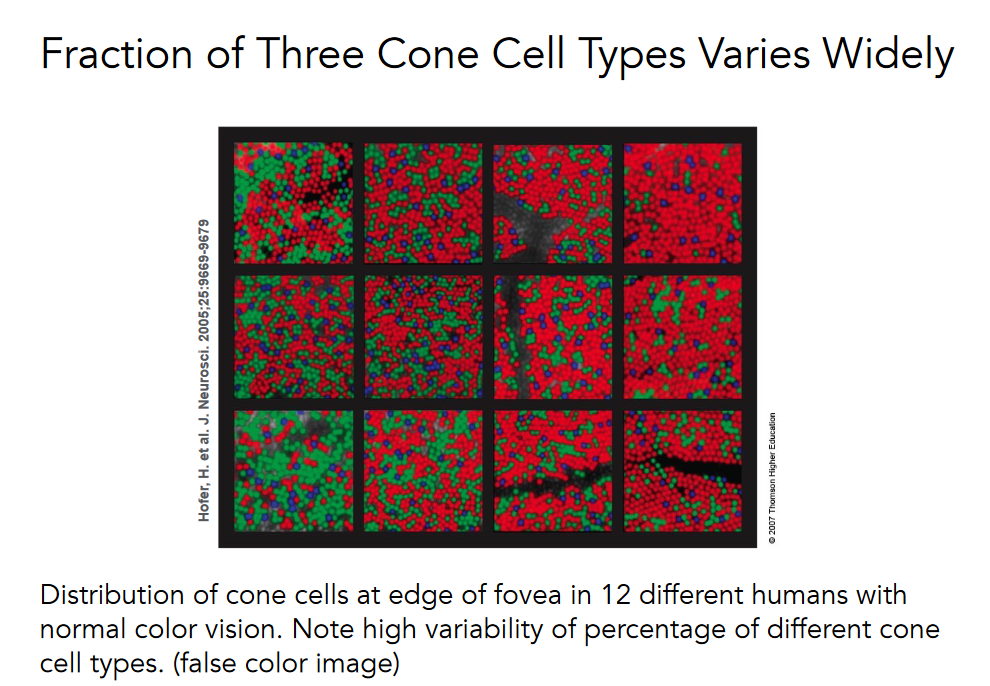 Fraction of Three Cone Cell Types Varies Widely
Hofer, H. et al. J. Neurosci. 2005;25:9669-9679
© 2007 Thomson Higher Education
Distribution of cone cells at edge of fovea in 12 different humans with
normal color vision. Note high variability of percentage of different cone
cell types. (false color image)